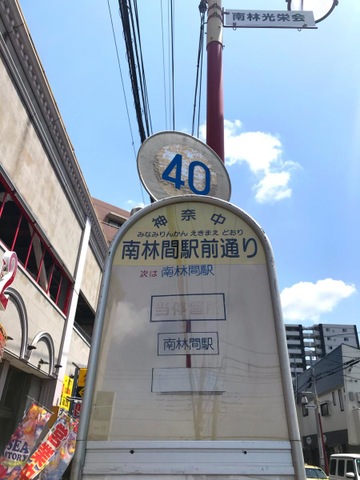 南林光栄会
40
神奈中
みなみりんかん えきまえ どおり
南林間駅前通り
次は 南林間駅
当停留所
南林間駅
SEA
STORY